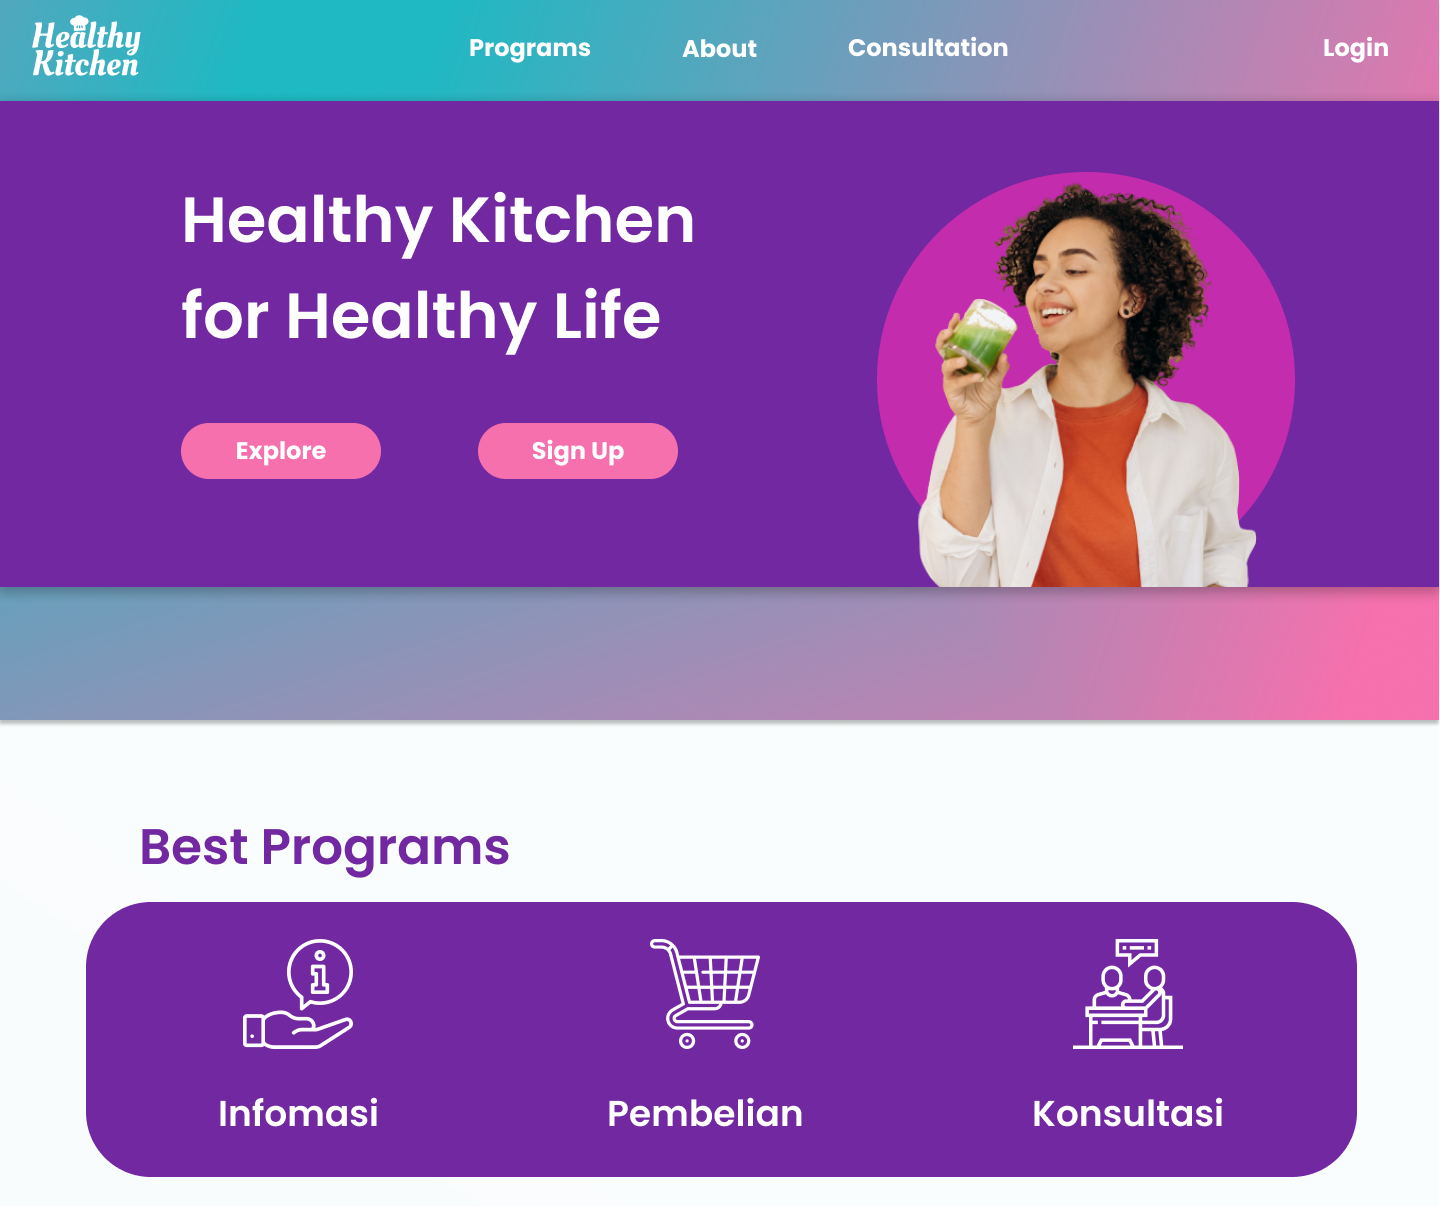 Healthy
Kitchen
Programs
About
Consultation
Login
Healthy Kitchen
for Healthy Life
Explore
Sign Up
Best Programs
Infomasi
Pembelian
Konsultasi